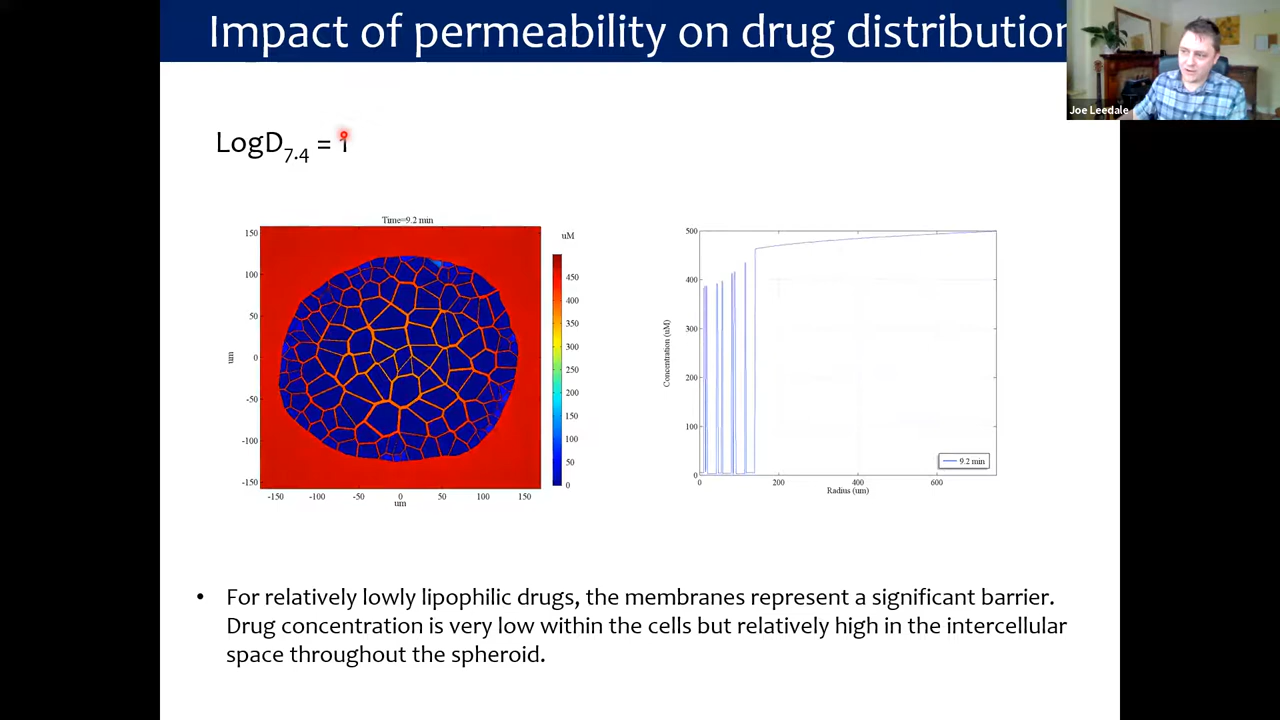 Impact of permeability on drug distribution
Joe Leedale
LogD7.4 = 1
Time=9.2 min
uM
150
100
50
0
-50
-100
-150
um
-150 -100 -50 0 50 100 150
um
450
400
350
300
250
200
150
100
50
0
500
400
300
200
100
0
Concentration (uM)
0 200 400 600
Radius (um)
9.2 min
• For relatively lowly lipophilic drugs, the membranes represent a significant barrier.
Drug concentration is very low within the cells but relatively high in the intercellular
space throughout the spheroid.